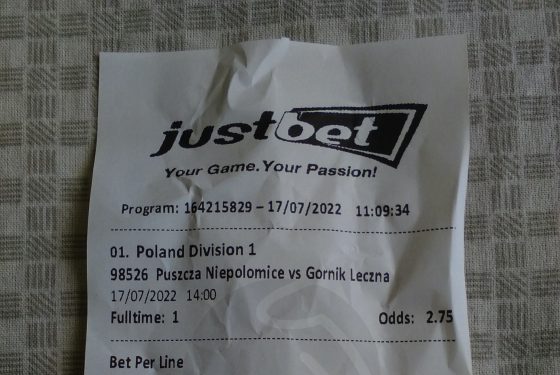 justbet
Your Game.Your Passion!
Program: 164215829 – 17/07/2022 11:09:34
01. Poland Division 1
98526 Puszcza Niepolomice vs Gornik Leczna
17/07/2022 14:00
Fulltime: 1 Odds: 2.75
Bet Per Line